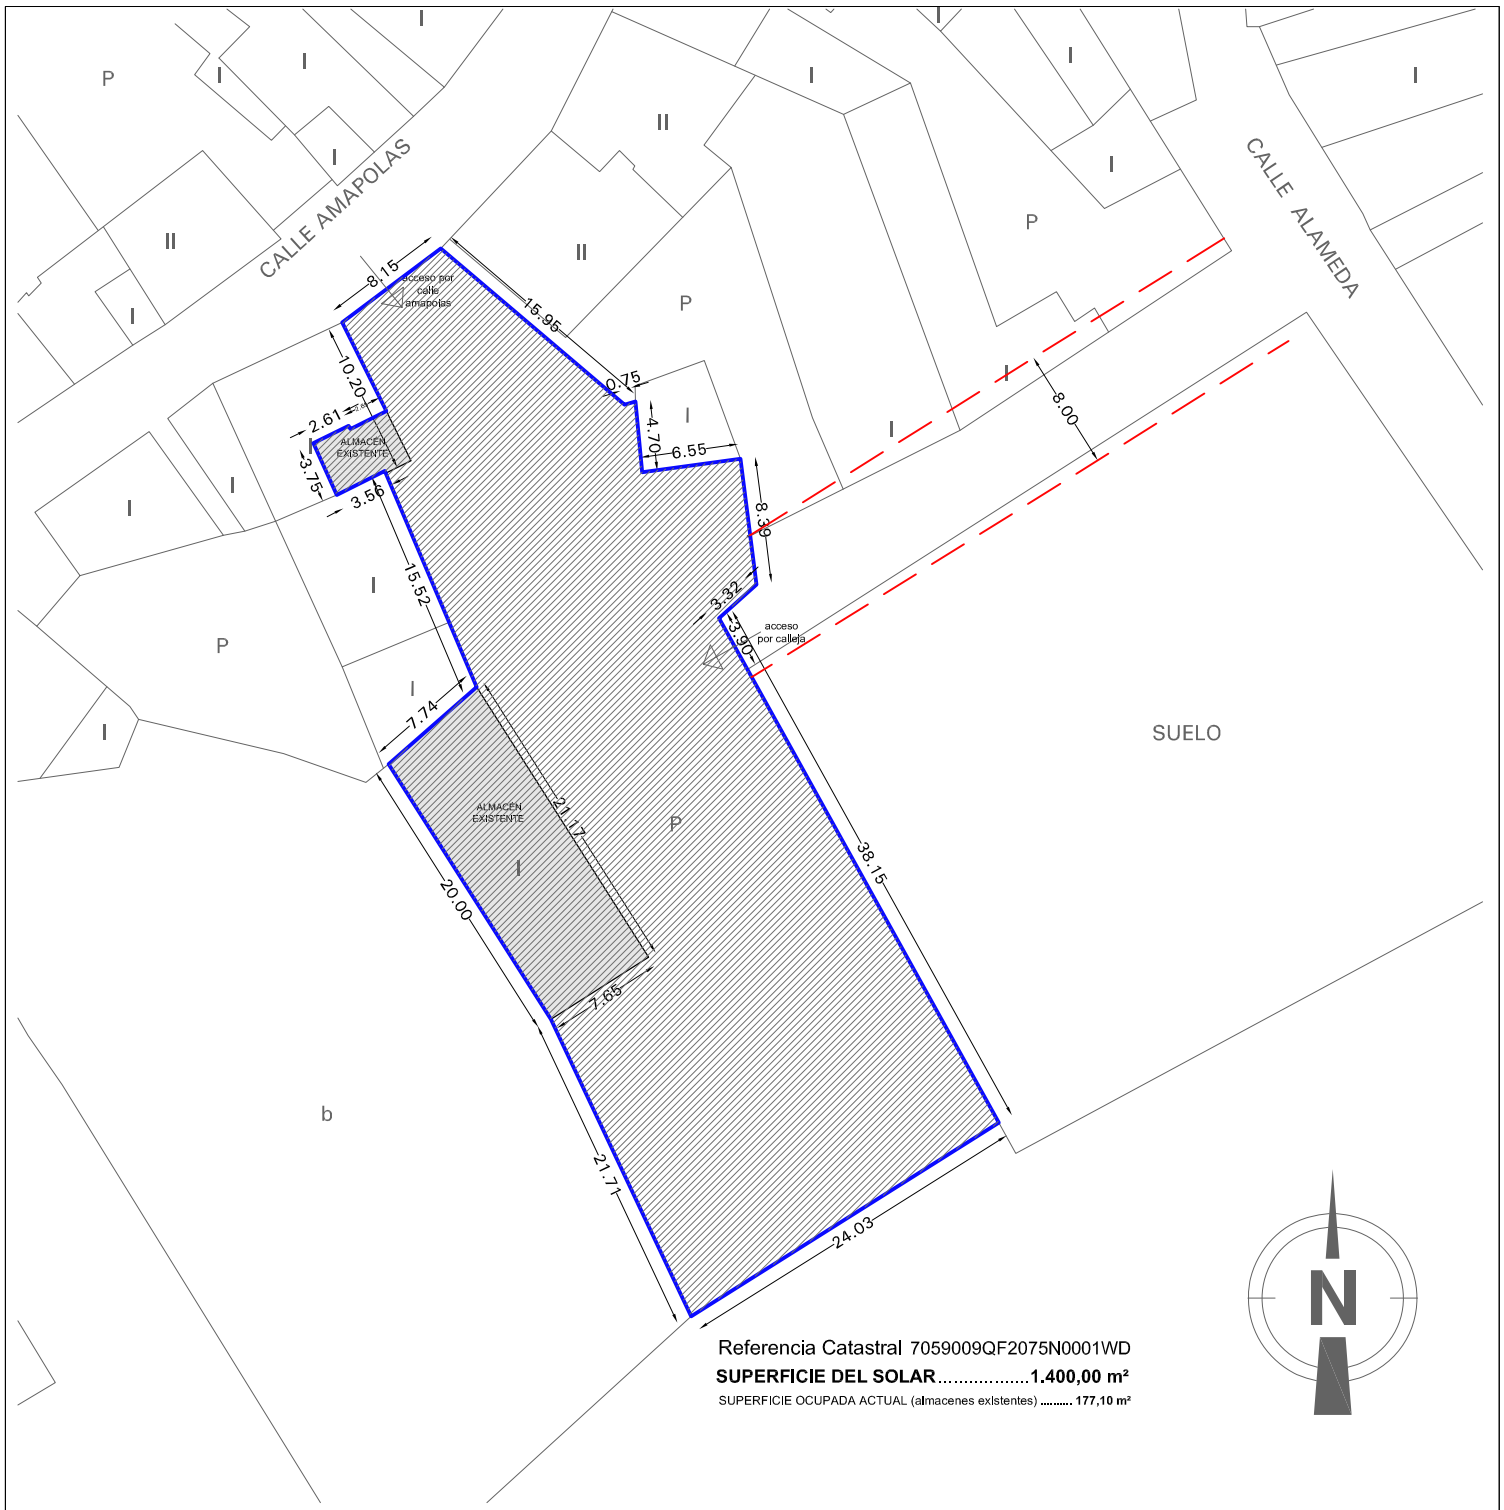 I
I
P
I
I
I
I
I
II
I
I
CALLE AMAPOLAS
CALLE ALAMEDA
P
II
II
I
8.15
acceso por
calle
amapolas
15.95
P
10.20
0.75
I
8.00
2.61
I
4.70
I
I
ALMACÉN
EXISTENTE
6.55
3.75
3.56
I
I
8.39
15.52
I
3.32
acceso
por calleja
3.90
P
I
7.74
I
SUELO
ALMACÉN
EXISTENTE
21.17
P
I
38.15
20.00
7.65
b
21.71
24.03
N
Referencia Catastral 7059009QF2075N0001WD
SUPERFICIE DEL SOLAR..................1.400,00 m²
SUPERFICIE OCUPADA ACTUAL (almacenes existentes) ......... 177,10 m²